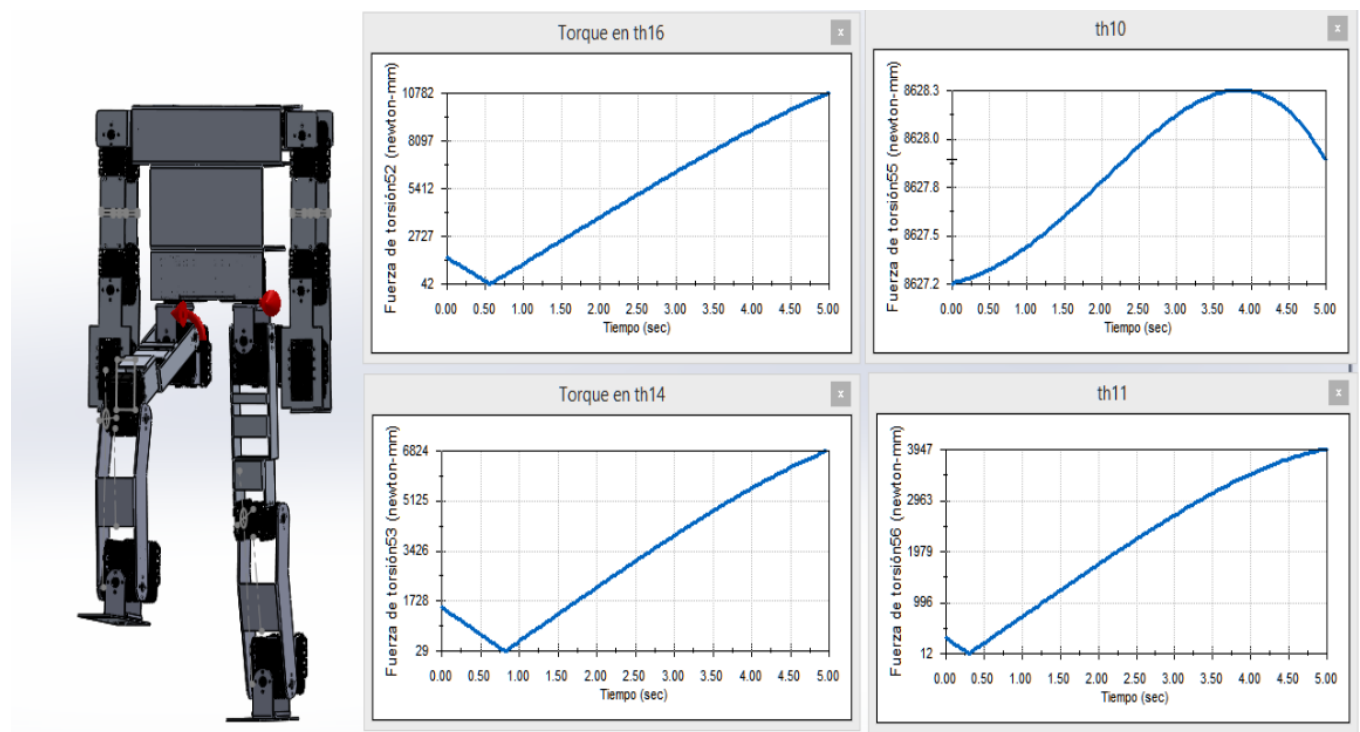 Torque en th16
x
Fuerza de torsión52 (newton-mm)
10782
8097
5412
2727
42
0.00 0.50 1.00 1.50 2.00 2.50 3.00 3.50 4.00 4.50 5.00
Tiempo (sec)
th10
x
Fuerza de torsión55 (newton-mm)
8628.3
8628.0
8627.8
8627.5
8627.2
0.00 0.50 1.00 1.50 2.00 2.50 3.00 3.50 4.00 4.50 5.00
Tiempo (sec)
Torque en th14
x
Fuerza de torsión53 (newton-mm)
6824
5125
3426
1728
29
0.00 0.50 1.00 1.50 2.00 2.50 3.00 3.50 4.00 4.50 5.00
Tiempo (sec)
th11
x
Fuerza de torsión56 (newton-mm)
3947
2963
1979
996
12
0.00 0.50 1.00 1.50 2.00 2.50 3.00 3.50 4.00 4.50 5.00
Tiempo (sec)